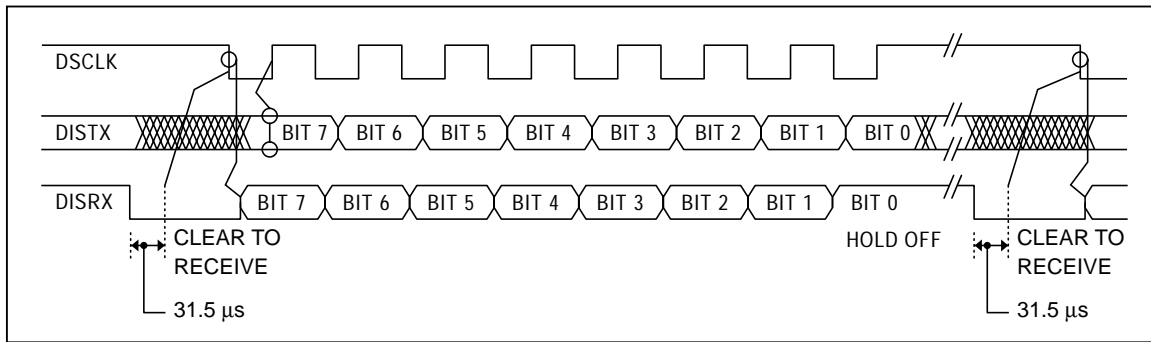 DSCLK
DISTX
BIT 7 BIT 6 BIT 5 BIT 4 BIT 3 BIT 2 BIT 1 BIT 0
DISRX
BIT 7 BIT 6 BIT 5 BIT 4 BIT 3 BIT 2 BIT 1 BIT 0
HOLD OFF
CLEAR TO
RECEIVE
31.5 µs
CLEAR TO
RECEIVE
31.5 µs